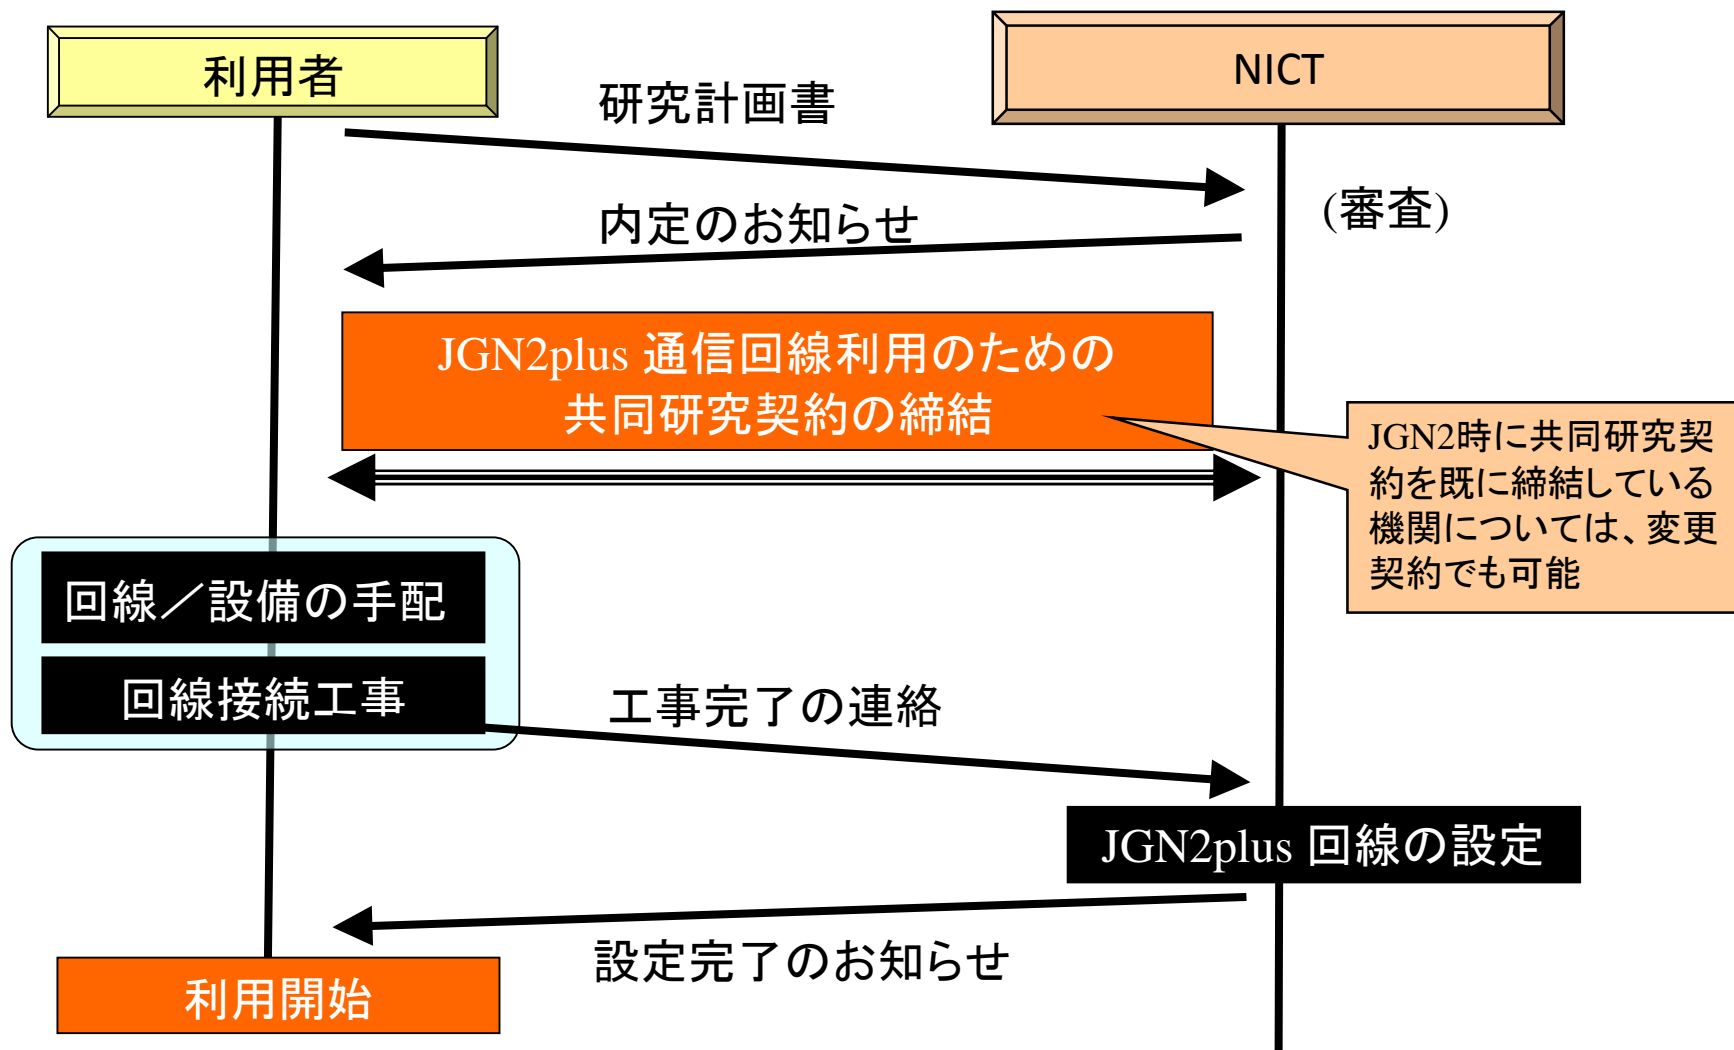 利用者
NICT
研究計画書
(審査)
内定のお知らせ
JGN2plus 通信回線利用のための
共同研究契約の締結
JGN2時に共同研究契
約を既に締結している
機関については、変更
契約でも可能
回線／設備の手配
回線接続工事
工事完了の連絡
JGN2plus 回線の設定
設定完了のお知らせ
利用開始